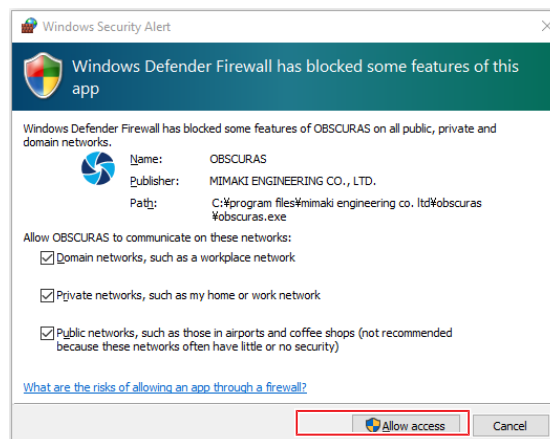 Windows Security Alert
Windows Defender Firewall has blocked some features of this
app
Windows Defender Firewall has blocked some features of OBSCURAS on all public, private and
domain networks.
Name: OBSCURAS
Publisher: MIMAKI ENGINEERING CO., LTD.
Path: C:¥program files¥mimaki engineering co. ltd¥obscuras
¥obscuras.exe
Allow OBSCURAS to communicate on these networks:
Domain networks, such as a workplace network
Private networks, such as my home or work network
Public networks, such as those in airports and coffee shops (not recommended
because these networks often have little or no security)
What are the risks of allowing an app through a firewall?
Allow access Cancel